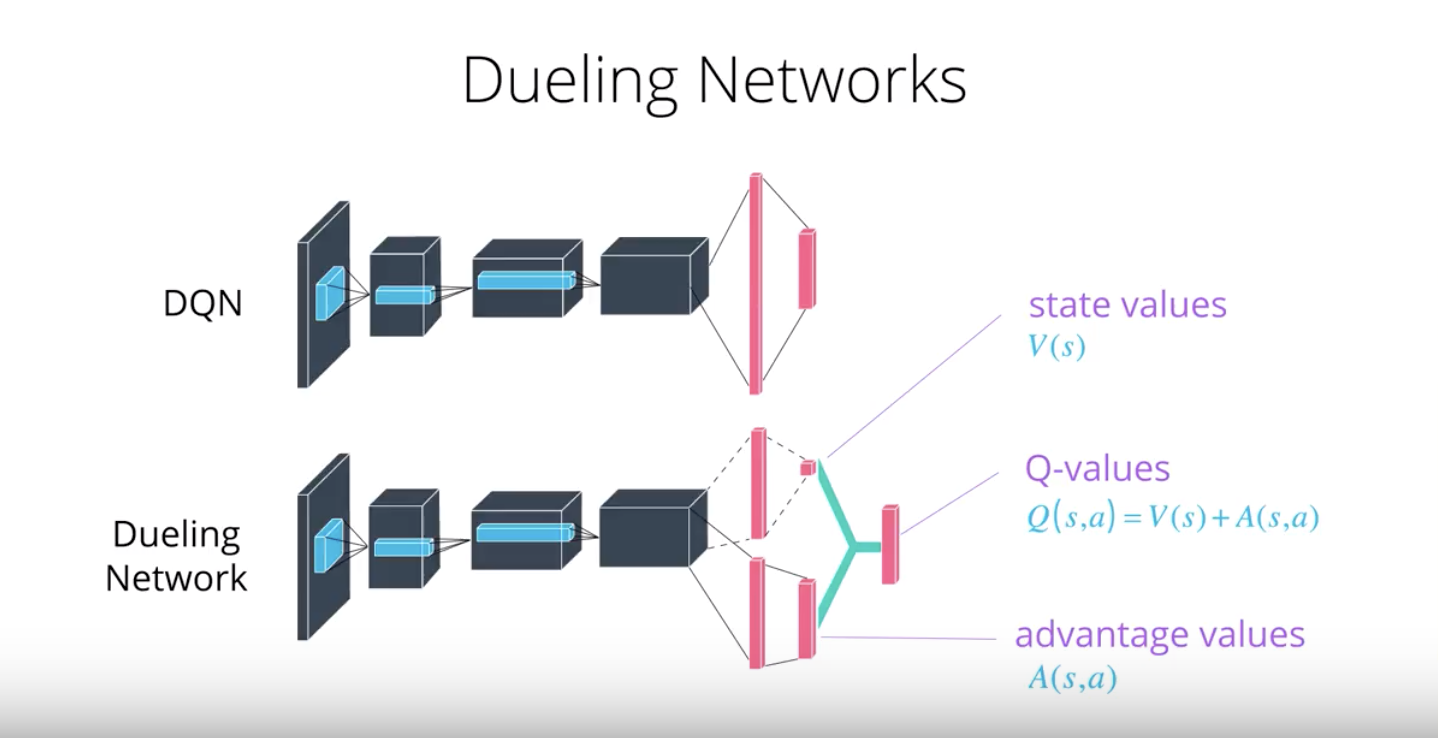 Dueling Networks
DQN
state values
V(s)
Q-values
Q(s,a) = V(s) + A(s,a)
Dueling
Network
advantage values
A(s,a)